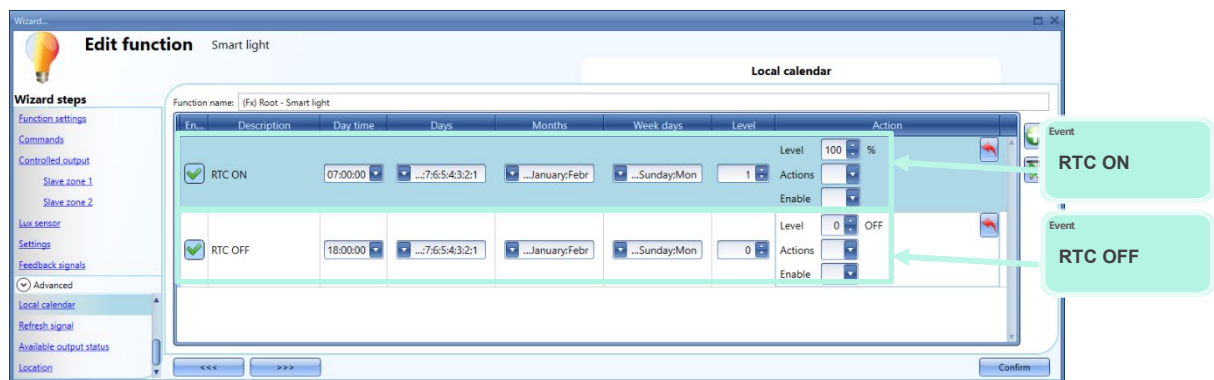 Wizard...
Edit function Smart light
Local calendar
Wizard steps
Function settings
Commands
Controlled output
Slave zone 1
Slave zone 2
Lux sensor
Settings
Feedback signals
Advanced
Local calendar
Refresh signal
Available output status
Location
Function name: (Fx) Root - Smart light
En... Description Day time Days Months Week days Level Action
RTC ON 07:00:00 ...;7;6;5;4;3;2;1 ...January;Febr ...Sunday;Mon 1
Level 100 %
Actions
Enable
RTC OFF 18:00:00 ...;7;6;5;4;3;2;1 ...January;Febr ...Sunday;Mon 0
Level 0 OFF
Actions
Enable
<<< >>> Confirm
Event
RTC ON
Event
RTC OFF